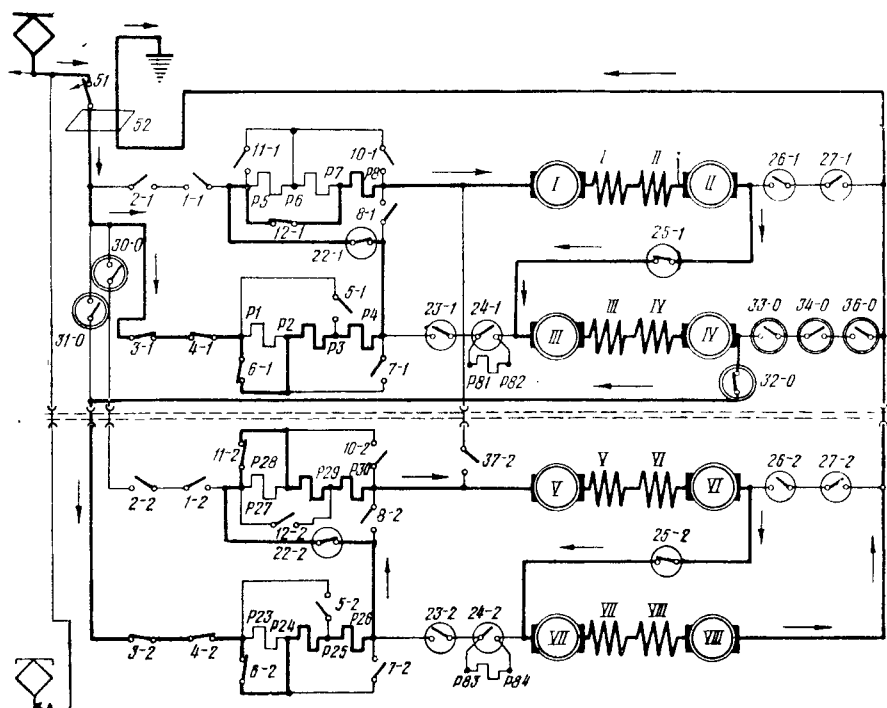 51
52
11-1
10-1
P5
P6
P7
P8
2-1
1-1
12-1
8-1
22-1
I
I
II
II
26-1
27-1
25-1
30-0
31-0
3-1
4-1
P1
P2
P3
P4
5-1
6-1
7-1
23-1
24-1
P81
P82
III
III
IV
IV
33-0
34-0
36-0
32-0
11-2
10-2
P28
P27
P29
P30
2-2
1-2
12-2
8-2
22-2
37-2
V
V
VI
VI
26-2
27-2
25-2
3-2
4-2
P23
P24
P25
P26
5-2
6-2
7-2
23-2
24-2
P83
P84
VII
VII
VIII
VIII